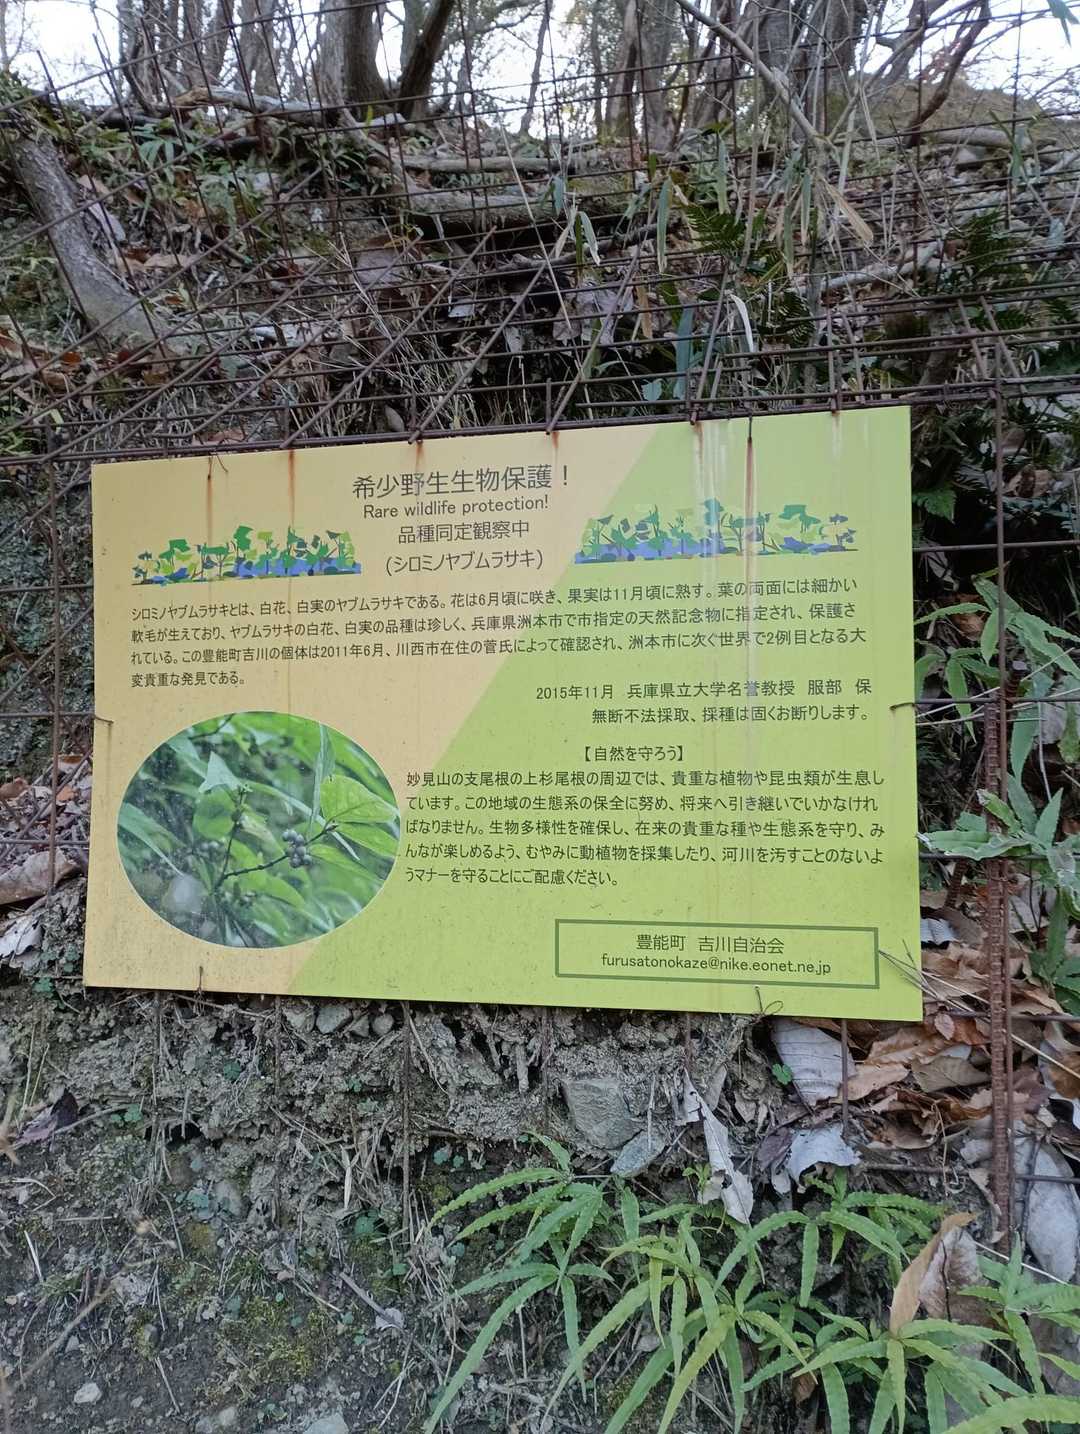 希少野生生物保護！
Rare wildlife protection!
品種同定観察中
(シロミノヤブムラサキ)
シロミノヤブムラサキとは、白花、白実のヤブムラサキである。花は6月頃に咲き、果実は11月頃に熟す。葉の両面には細かい
軟毛が生えており、ヤブムラサキの白花、白実の品種は珍しく、兵庫県洲本市で市指定の天然記念物に指定され、保護さ
れている。この豊能町吉川の個体は2011年6月、川西市在住の菅氏によって確認され、洲本市に次ぐ世界で2例目となる大
変貴重な発見である。
2015年11月　兵庫県立大学名誉教授　服部　保
無断不法採取、採種は固くお断りします。
【自然を守ろう】
妙見山の支尾根の上杉尾根の周辺では、貴重な植物や昆虫類が生息し
ています。この地域の生態系の保全に努め、将来へ引き継いでいかなけれ
ばなりません。生物多様性を確保し、在来の貴重な種や生態系を守り、み
んなが楽しめるよう、むやみに動植物を採集したり、河川を汚すことのないよ
うマナーを守ることにご配慮ください。
豊能町　吉川自治会
furusatonokaze@nike.eonet.ne.jp